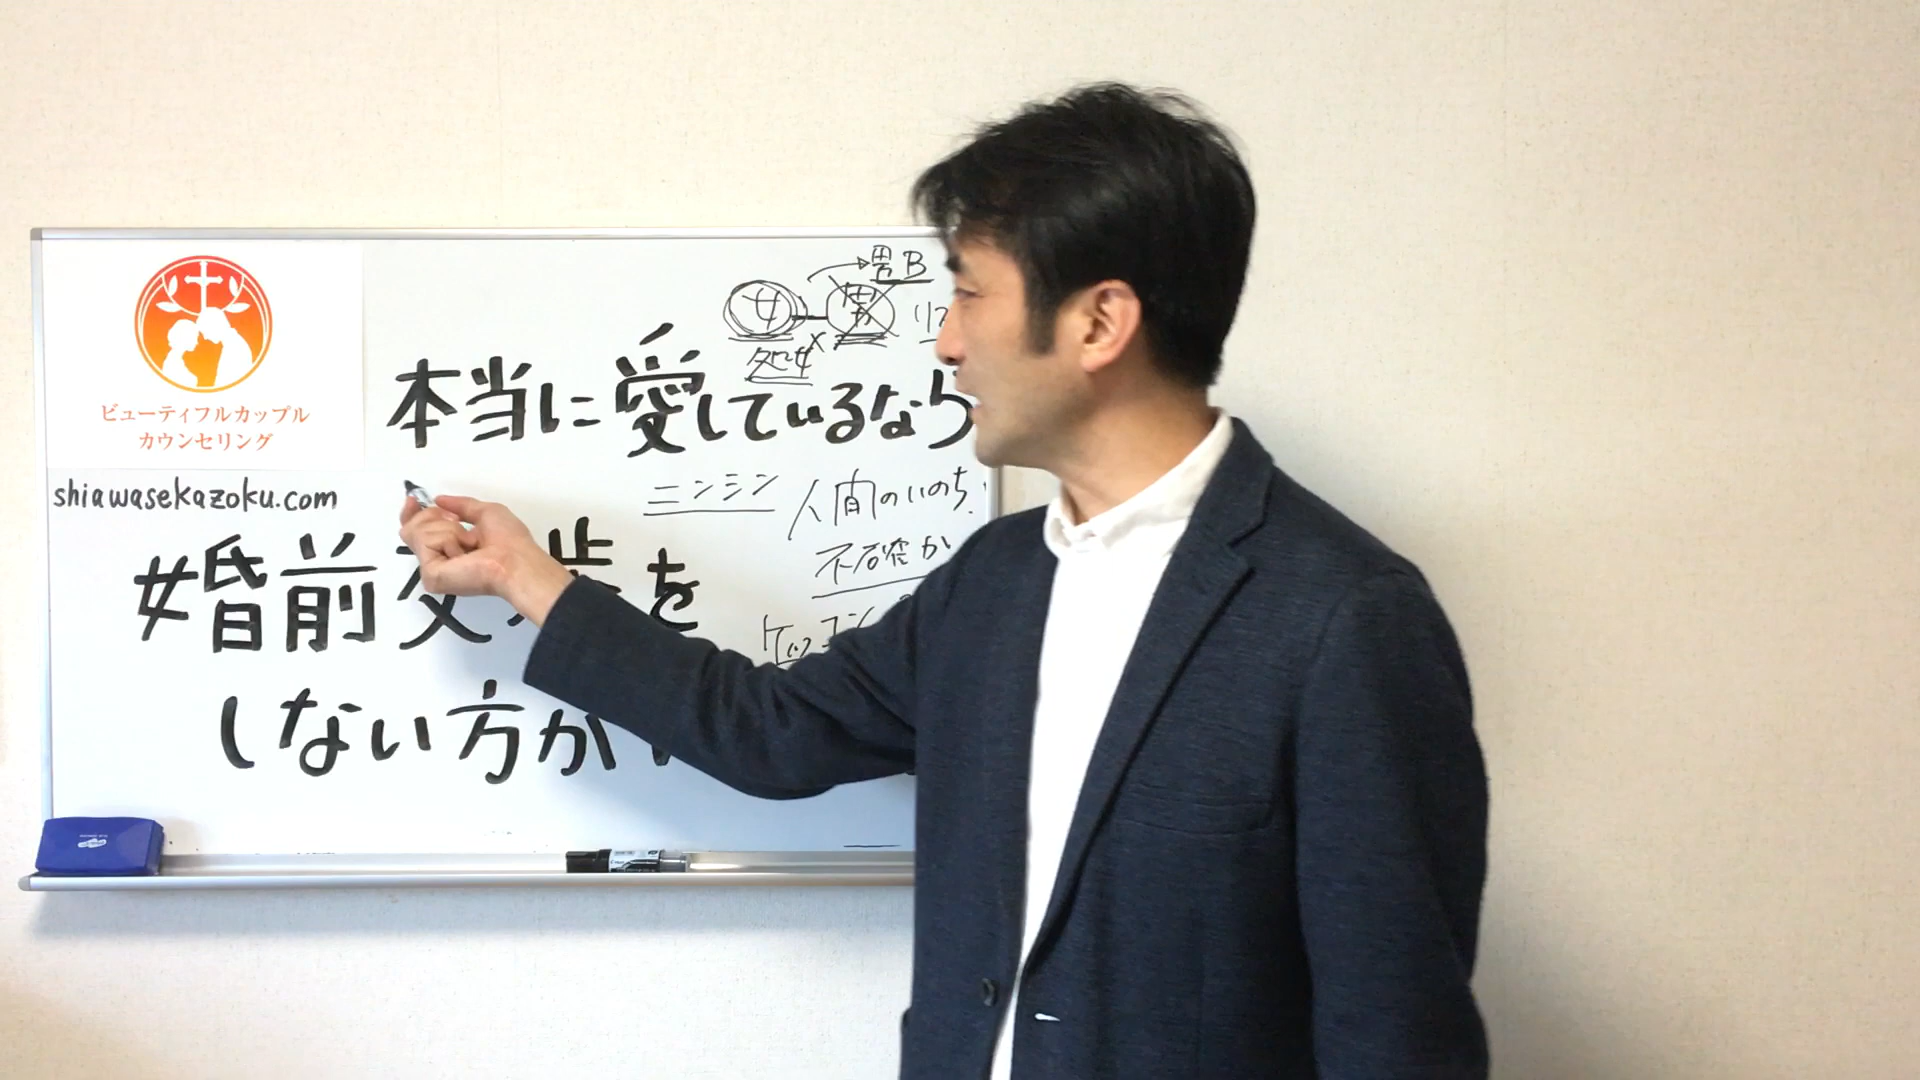 ビューティフルカップル
カウンセリング
shiawasekazoku.com
男B
女
男
処女
本当に愛しているなら
ニンシン
人間のいのち
不確か
婚前交渉を
しない方が